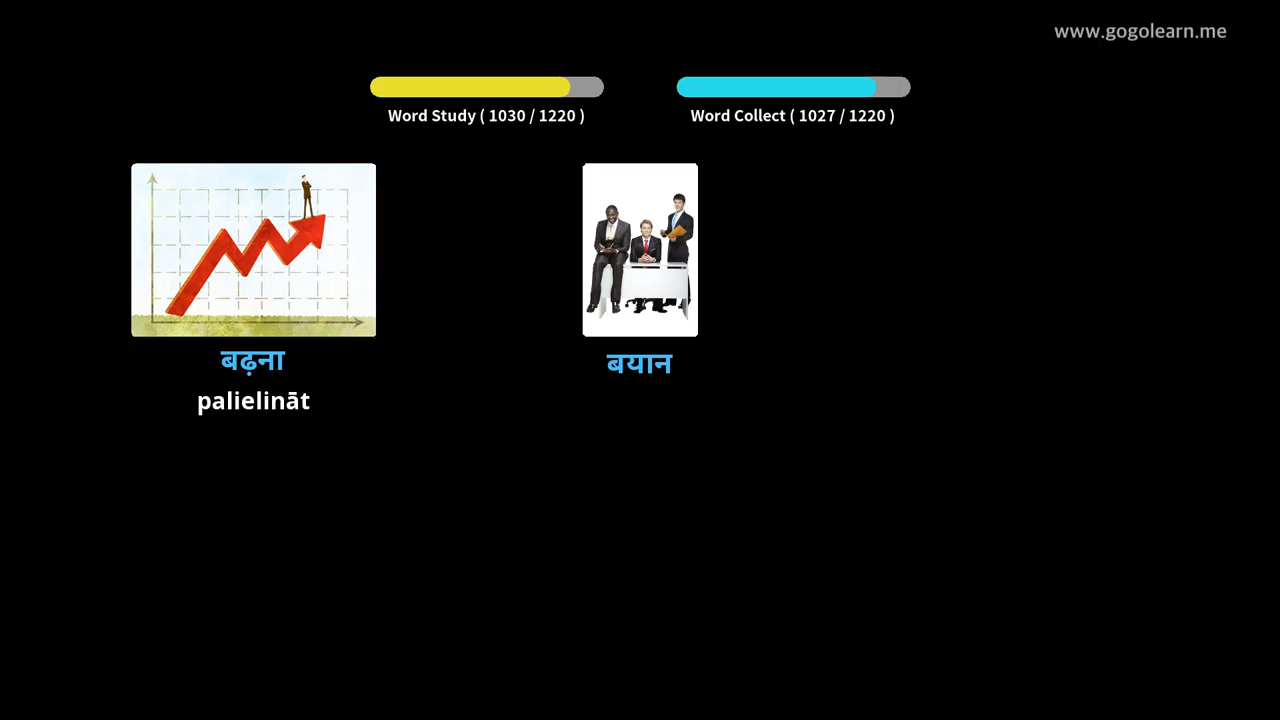 www.gogolearn.me
Word Study ( 1030 / 1220 )
Word Collect ( 1027 / 1220 )
बढ़ना
palielināt
बयान